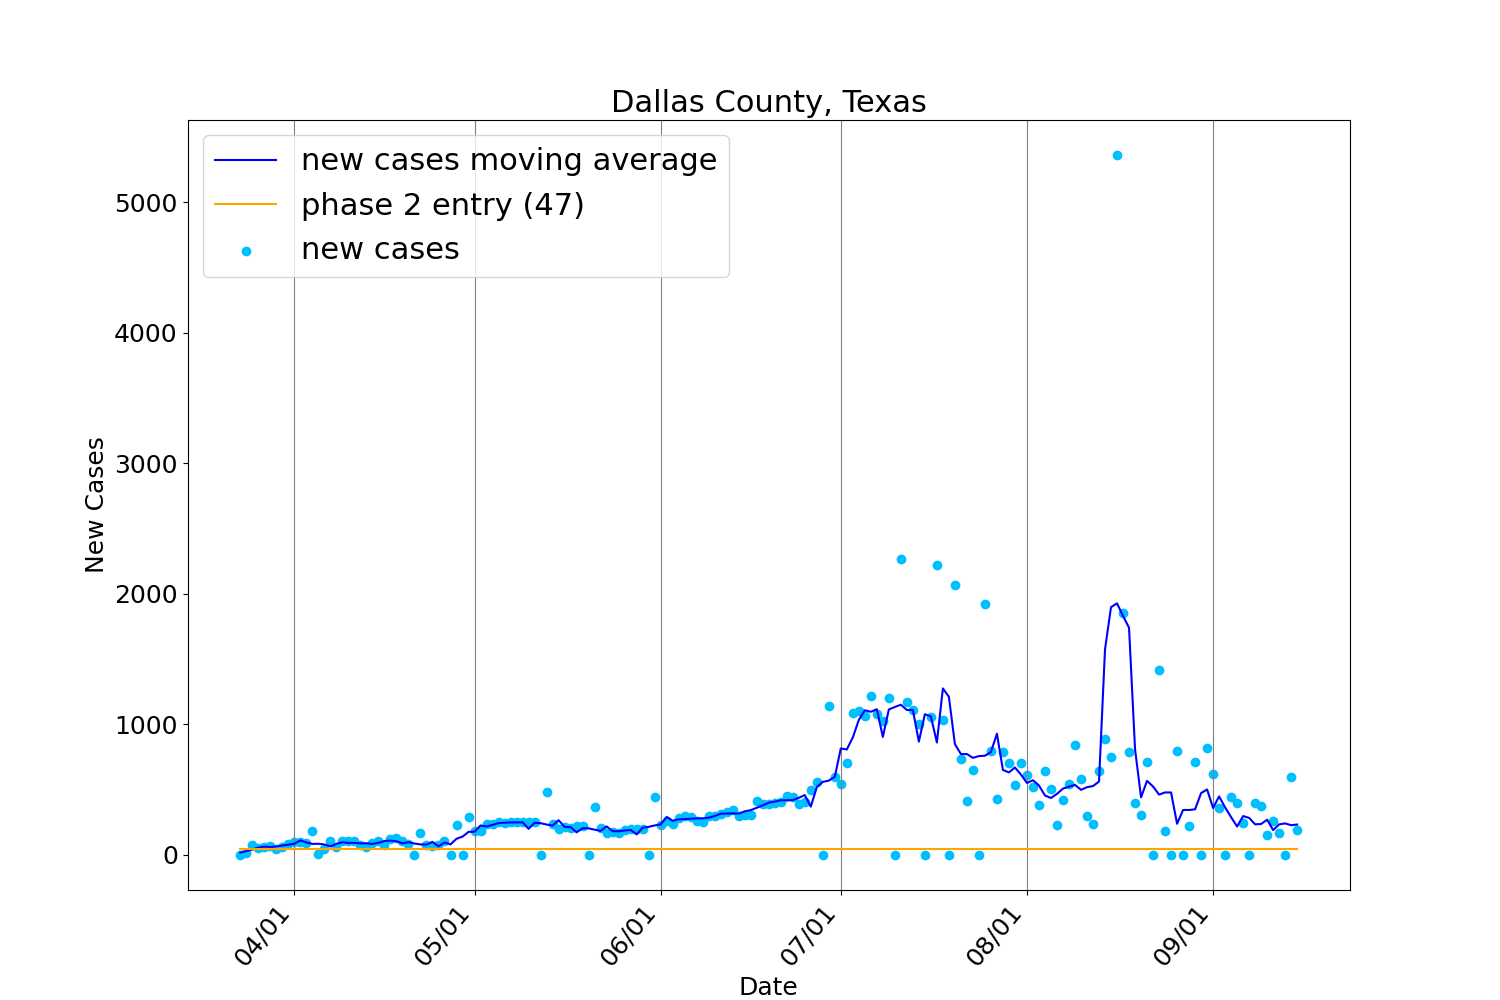 Dallas County, Texas
new cases moving average
phase 2 entry (47)
new cases
5000
4000
3000
2000
1000
0
New Cases
04/01
05/01
06/01
07/01
08/01
09/01
Date